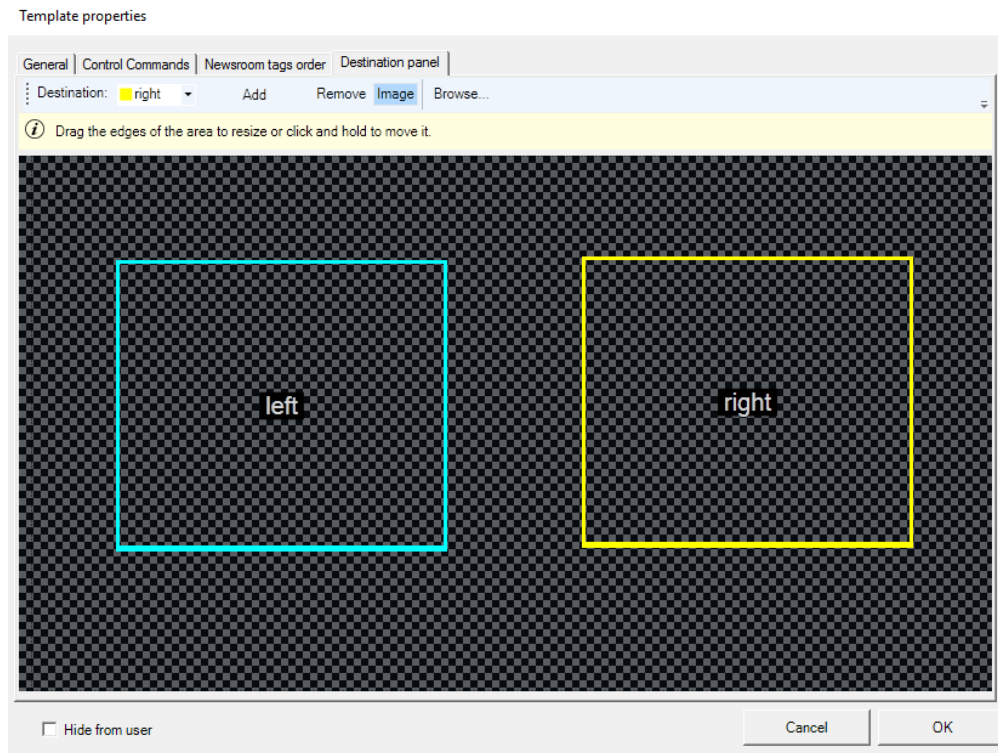 Template properties
General Control Commands Newsroom tags order Destination panel
Destination: right Add Remove Image Browse...
i Drag the edges of the area to resize or click and hold to move it.
left right
Hide from user Cancel OK